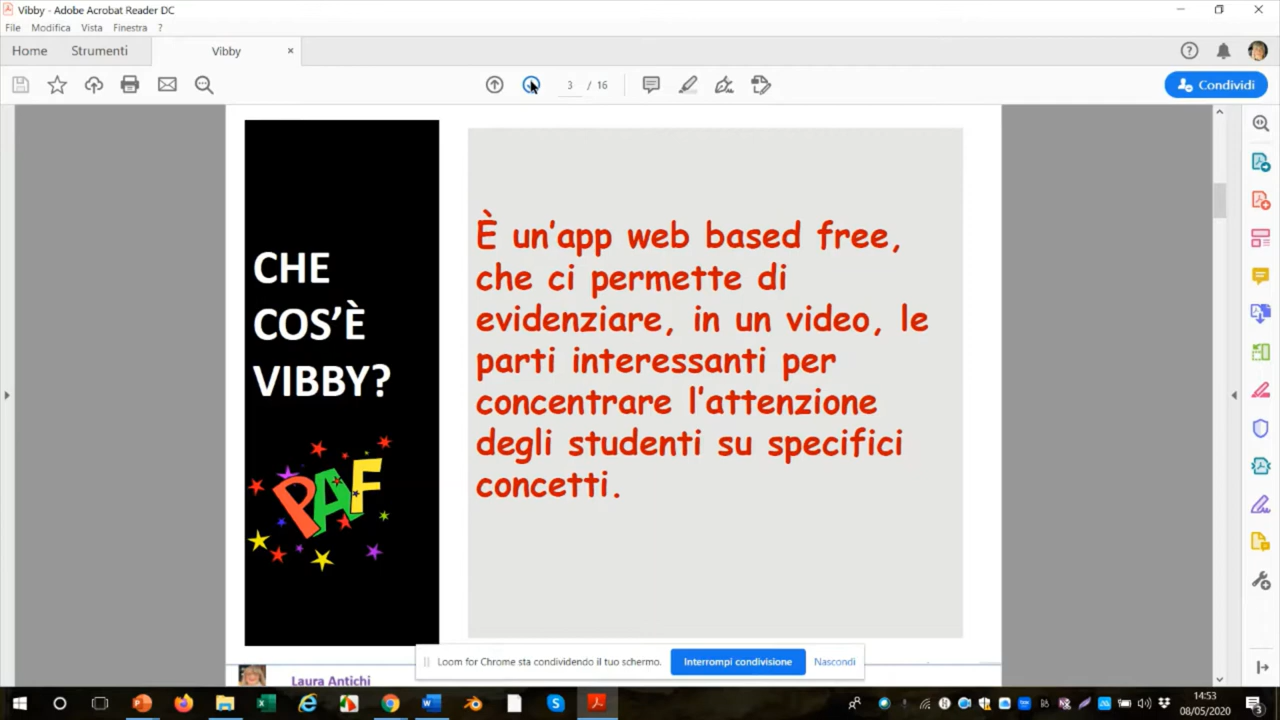 Vibby - Adobe Acrobat Reader DC
File Modifica Vista Finestra ?
Home Strumenti Vibby ×
3 / 16
Condividi
CHE
COS'È
VIBBY?
PAF
È un'app web based free,
che ci permette di
evidenziare, in un video, le
parti interessanti per
concentrare l'attenzione
degli studenti su specifici
concetti.
Loom for Chrome sta condividendo il tuo schermo. Interrompi condivisione Nascondi
Laura Antichi
14:53
08/05/2020
3